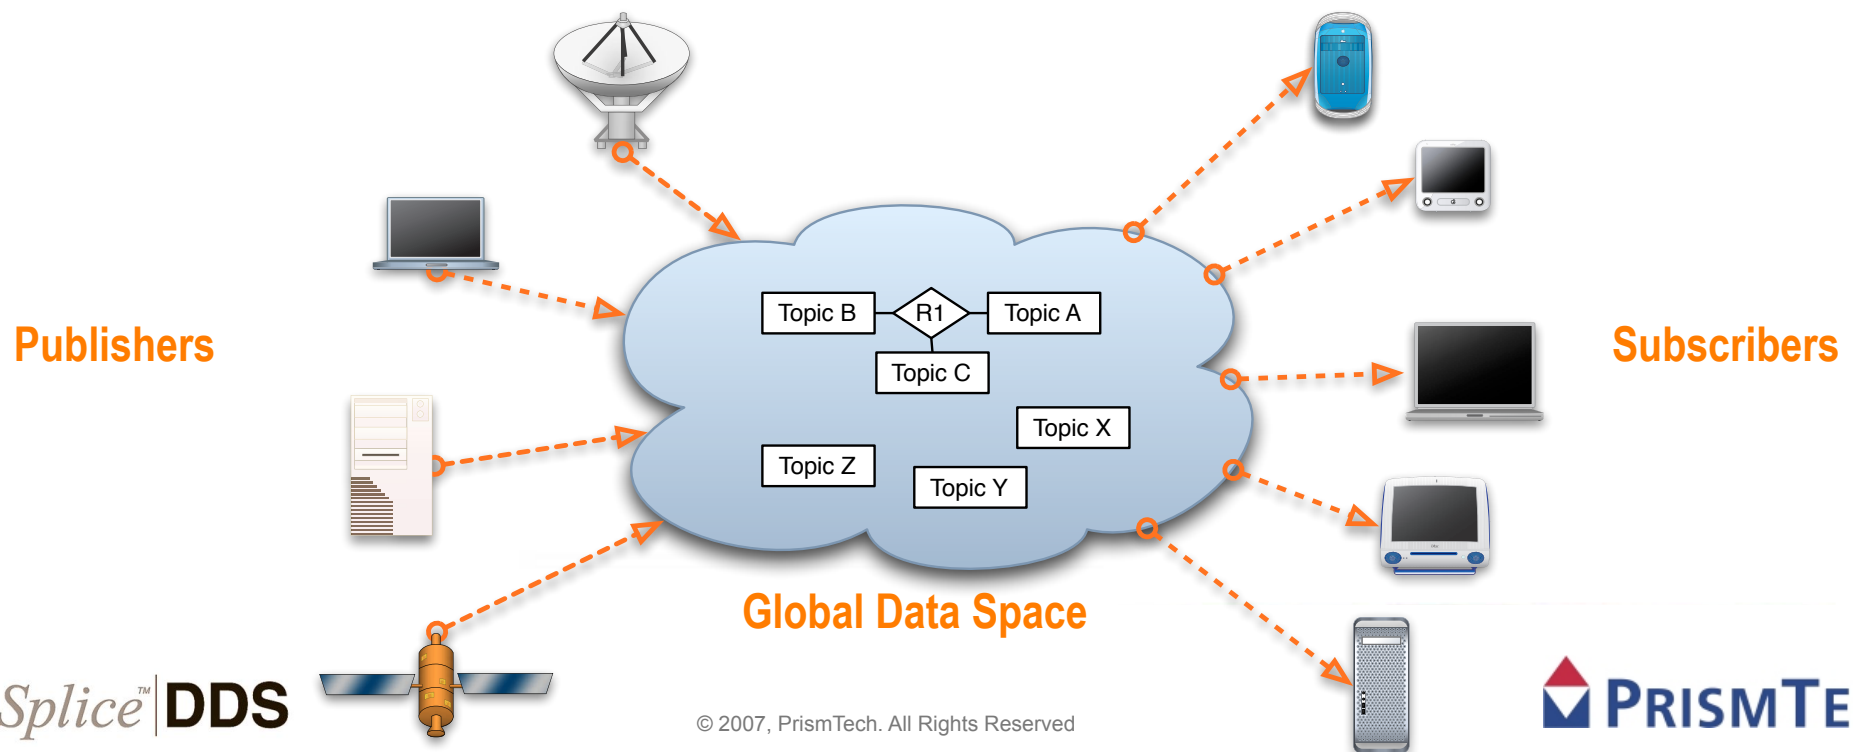 Topic B
R1
Topic A
Topic C
Publishers
Subscribers
Topic X
Topic Z
Topic Y
Global Data Space
Splice™ DDS
© 2007, PrismTech. All Rights Reserved
PRISMTE